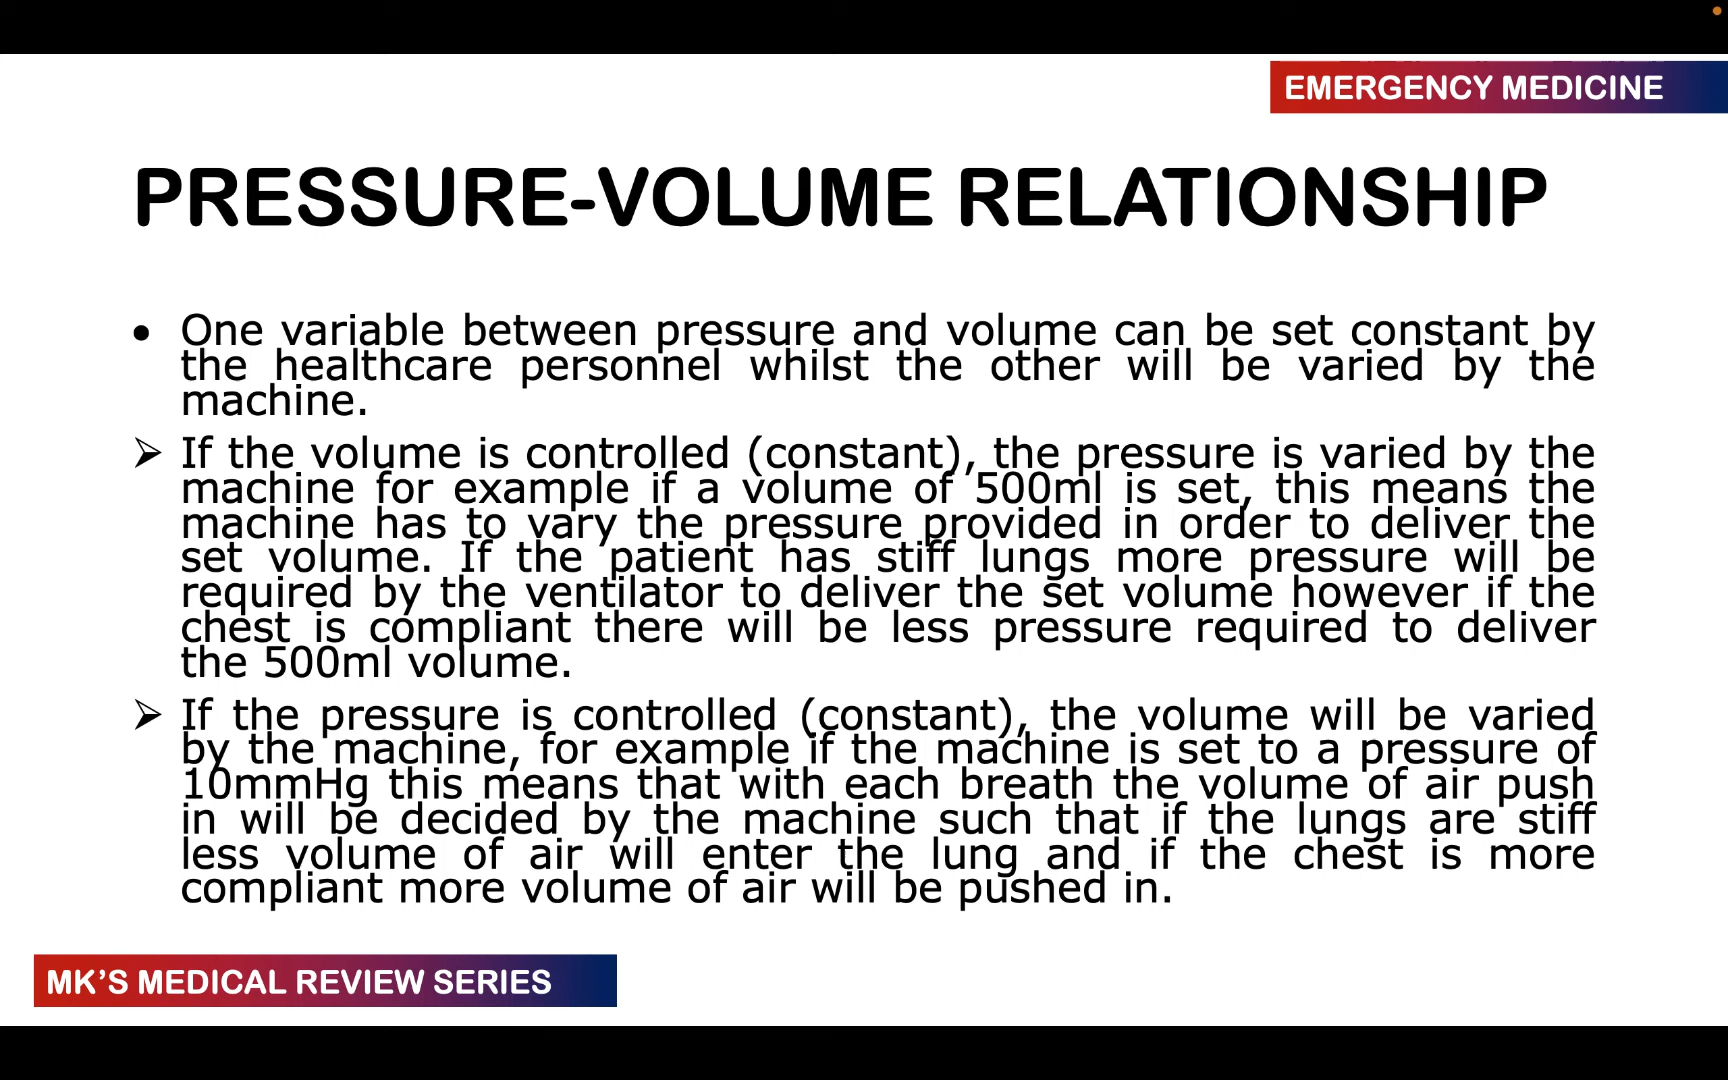 EMERGENCY MEDICINE
PRESSURE-VOLUME RELATIONSHIP
• One variable between pressure and volume can be set constant by
the healthcare personnel whilst the other will be varied by the
machine.
➢ If the volume is controlled (constant), the pressure is varied by the
machine for example if a volume of 500ml is set, this means the
machine has to vary the pressure provided in order to deliver the
set volume. If the patient has stiff lungs more pressure will be
required by the ventilator to deliver the set volume however if the
chest is compliant there will be less pressure required to deliver
the 500ml volume.
➢ If the pressure is controlled (constant), the volume will be varied
by the machine, for example if the machine is set to a pressure of
10mmHg this means that with each breath the volume of air push
in will be decided by the machine such that if the lungs are stiff
less volume of air will enter the lung and if the chest is more
compliant more volume of air will be pushed in.
MK'S MEDICAL REVIEW SERIES